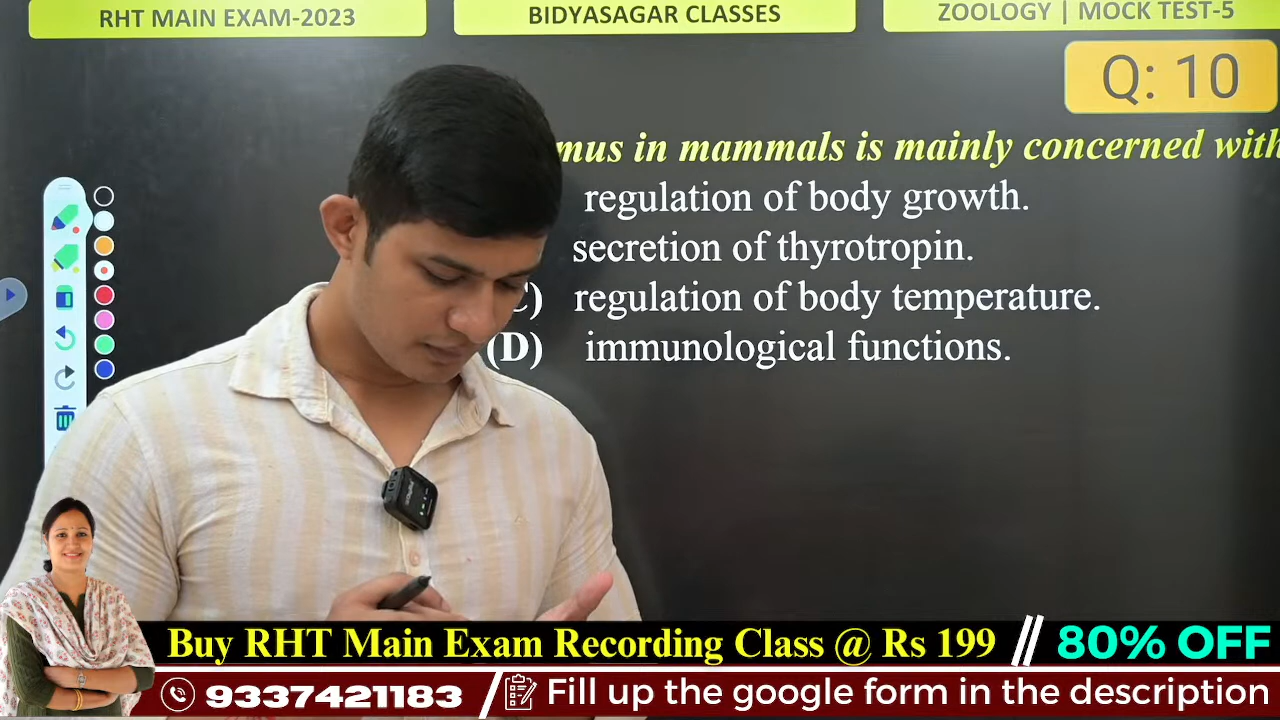 RHT MAIN EXAM-2023
BIDYASAGAR CLASSES
ZOOLOGY | MOCK TEST-5
Q: 10
mus in mammals is mainly concerned with
regulation of body growth.
secretion of thyrotropin.
C) regulation of body temperature.
(D) immunological functions.
Buy RHT Main Exam Recording Class @ Rs 199 // 80% OFF
9337421183 / Fill up the google form in the description